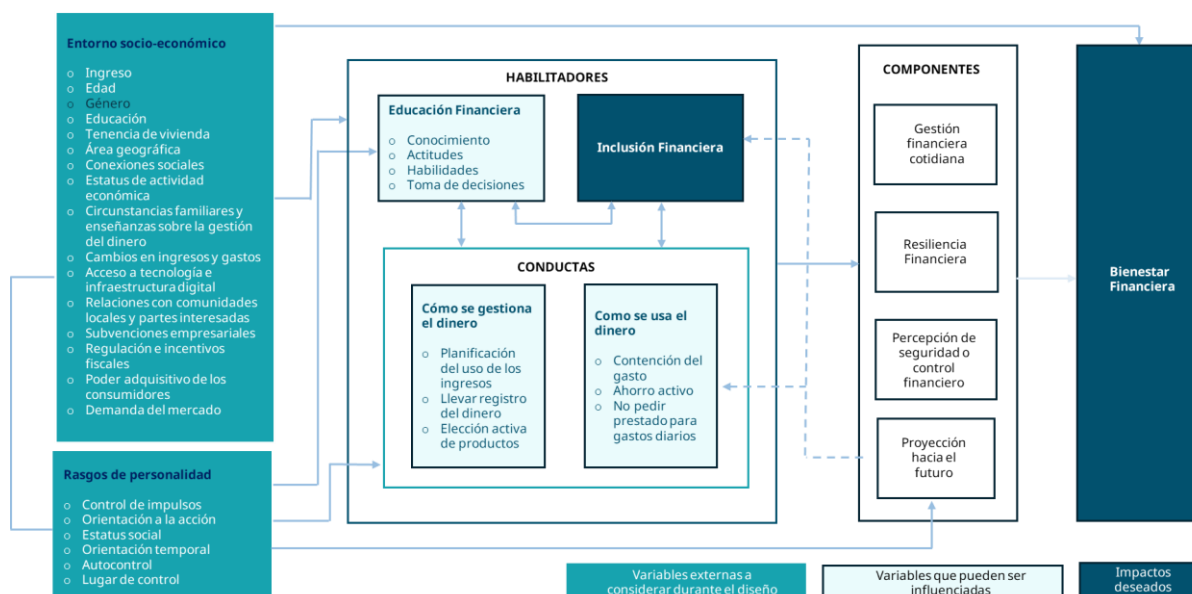 Entorno socio-económico
o Ingreso
o Edad
o Género
o Educación
o Tenencia de vivienda
o Área geográfica
o Conexiones sociales
o Estatus de actividad
económica
o Circunstancias familiares y
enseñanzas sobre la gestión
del dinero
o Cambios en ingresos y gastos
o Acceso a tecnología e
infraestructura digital
o Relaciones con comunidades
locales y partes interesadas
o Subvenciones empresariales
o Regulación e incentivos
fiscales
o Poder adquisitivo de los
consumidores
o Demanda del mercado
Rasgos de personalidad
o Control de impulsos
o Orientación a la acción
o Estatus social
o Orientación temporal
o Autocontrol
o Lugar de control
HABILITADORES
Educación Financiera
o Conocimiento
o Actitudes
o Habilidades
o Toma de decisiones
Inclusión Financiera
CONDUCTAS
Cómo se gestiona
el dinero
o Planificación
del uso de los
ingresos
o Llevar registro
del dinero
o Elección activa
de productos
Como se usa el
dinero
o Contención del
gasto
o Ahorro activo
o No pedir
prestado para
gastos diarios
COMPONENTES
Gestión
financiera
cotidiana
Resiliencia
Financiera
Percepción de
seguridad o
control
financiero
Proyección
hacia el
futuro
Bienestar
Financiera
Variables externas a
considerar durante el diseño
Variables que pueden ser
influenciadas
Impactos
deseados